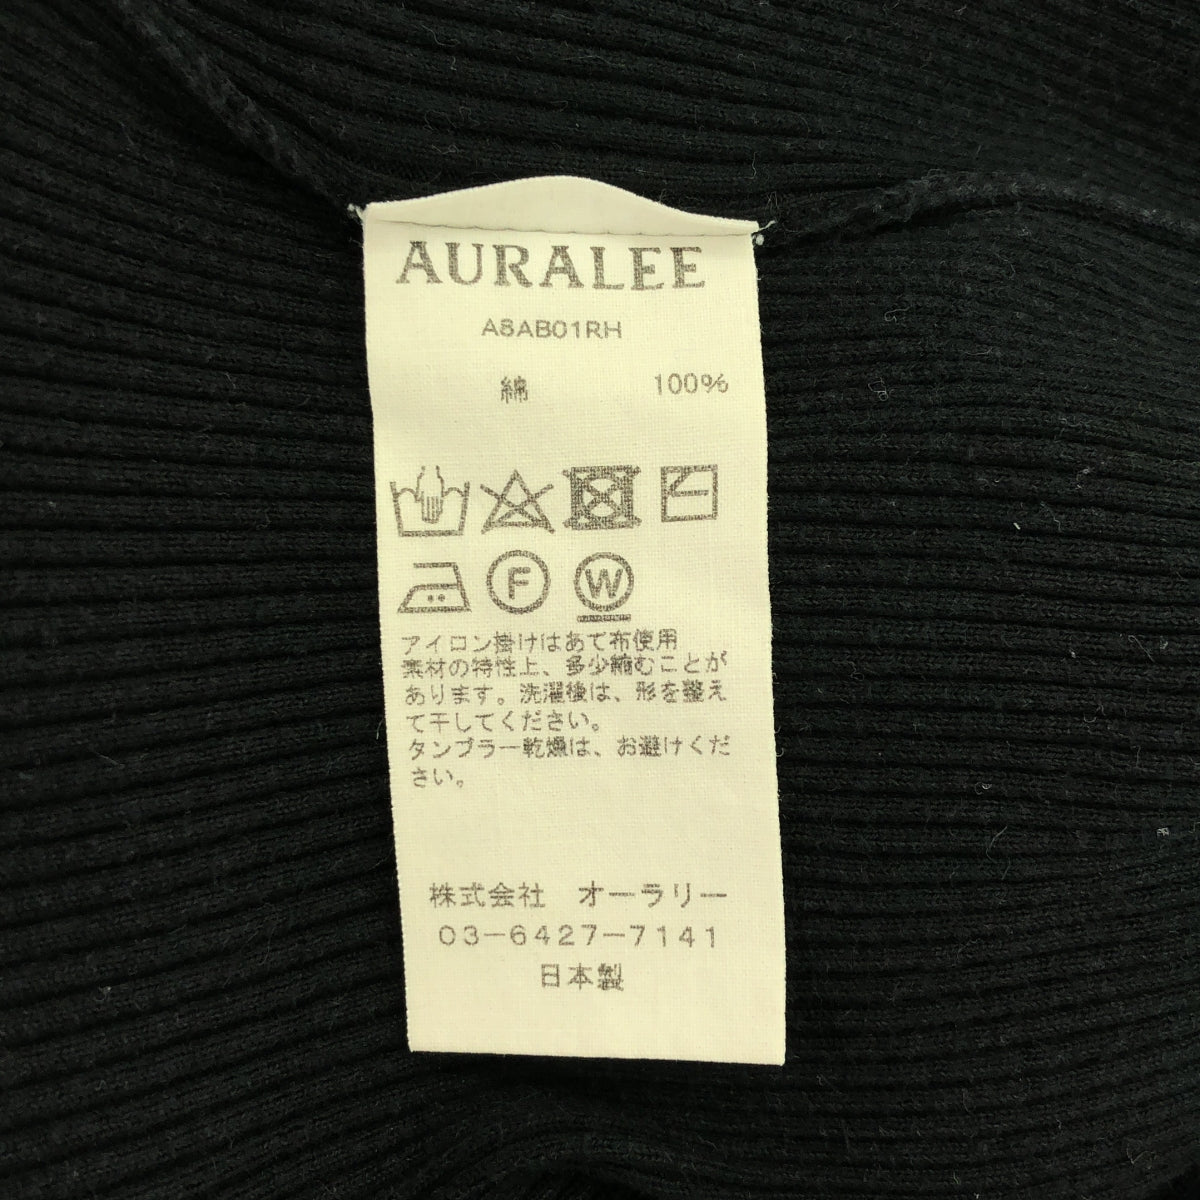 AURALEE
A8AB01RH
綿 100%
F W
アイロン掛けはあて布使用
素材の特性上、多少縮むことが
あります。洗濯後は、形を整え
て干してください。
タンブラー乾燥は、お避けくだ
さい。
株式会社 オーラリー
03-6427-7141
日本製